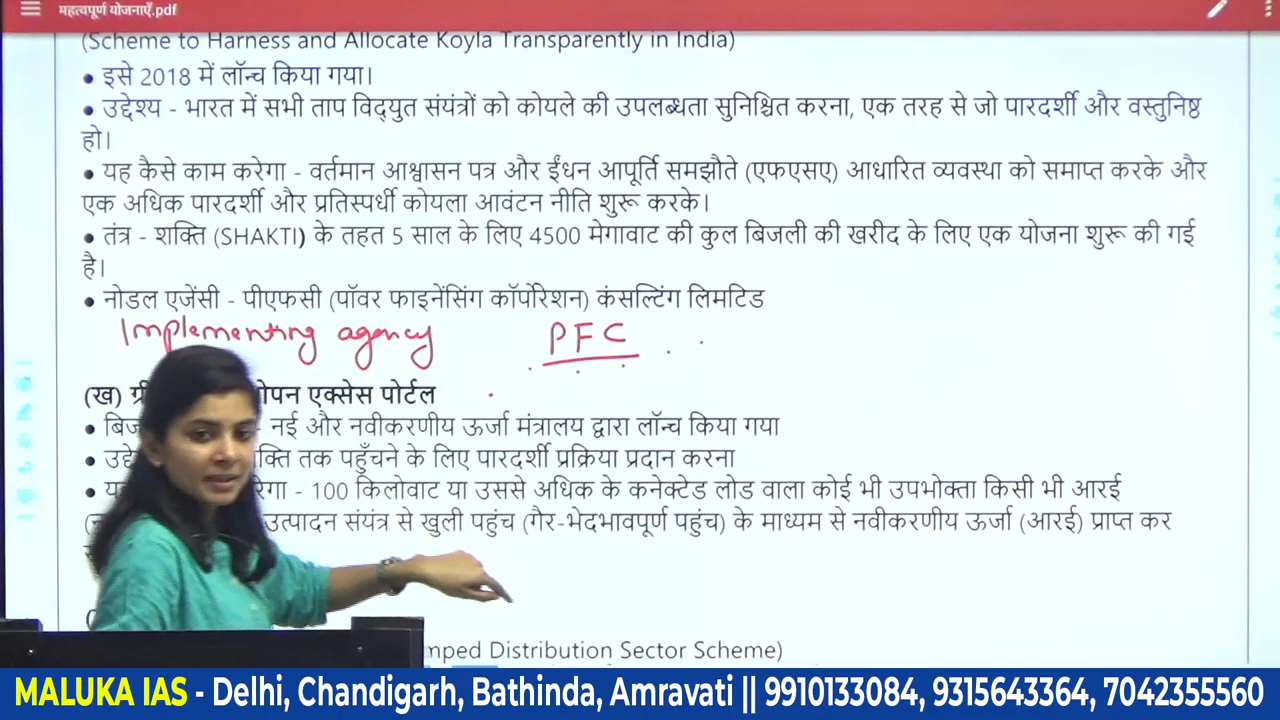 महत्वपूर्ण योजनाएँ.pdf
(Scheme to Harness and Allocate Koyla Transparently in India)
• इसे 2018 में लॉन्च किया गया।
• उद्देश्य - भारत में सभी ताप विद्युत संयंत्रों को कोयले की उपलब्धता सुनिश्चित करना, एक तरह से जो पारदर्शी और वस्तुनिष्ठ
हो।
• यह कैसे काम करेगा - वर्तमान आश्वासन पत्र और ईंधन आपूर्ति समझौते (एफएसए) आधारित व्यवस्था को समाप्त करके और
एक अधिक पारदर्शी और प्रतिस्पर्धी कोयला आवंटन नीति शुरू करके।
• तंत्र - शक्ति (SHAKTI) के तहत 5 साल के लिए 4500 मेगावाट की कुल बिजली की खरीद के लिए एक योजना शुरू की गई
है।
• नोडल एजेंसी - पीएफसी (पॉवर फाइनेंसिंग कॉर्पोरेशन) कंसल्टिंग लिमटिड
Implementing agency PFC
(ख) ओपन एक्सेस पोर्टल
• - नई और नवीकरणीय ऊर्जा मंत्रालय द्वारा लॉन्च किया गया
• तक पहुँचने के लिए पारदर्शी प्रक्रिया प्रदान करना
• - 100 किलोवाट या उससे अधिक के कनेक्टेड लोड वाला कोई भी उपभोक्ता किसी भी आरई
उत्पादन संयंत्र से खुली पहुंच (गैर-भेदभावपूर्ण पहुंच) के माध्यम से नवीकरणीय ऊर्जा (आरई) प्राप्त कर
Distribution Sector Scheme)
MALUKA IAS - Delhi, Chandigarh, Bathinda, Amravati || 9910133084, 9315643364, 7042355560